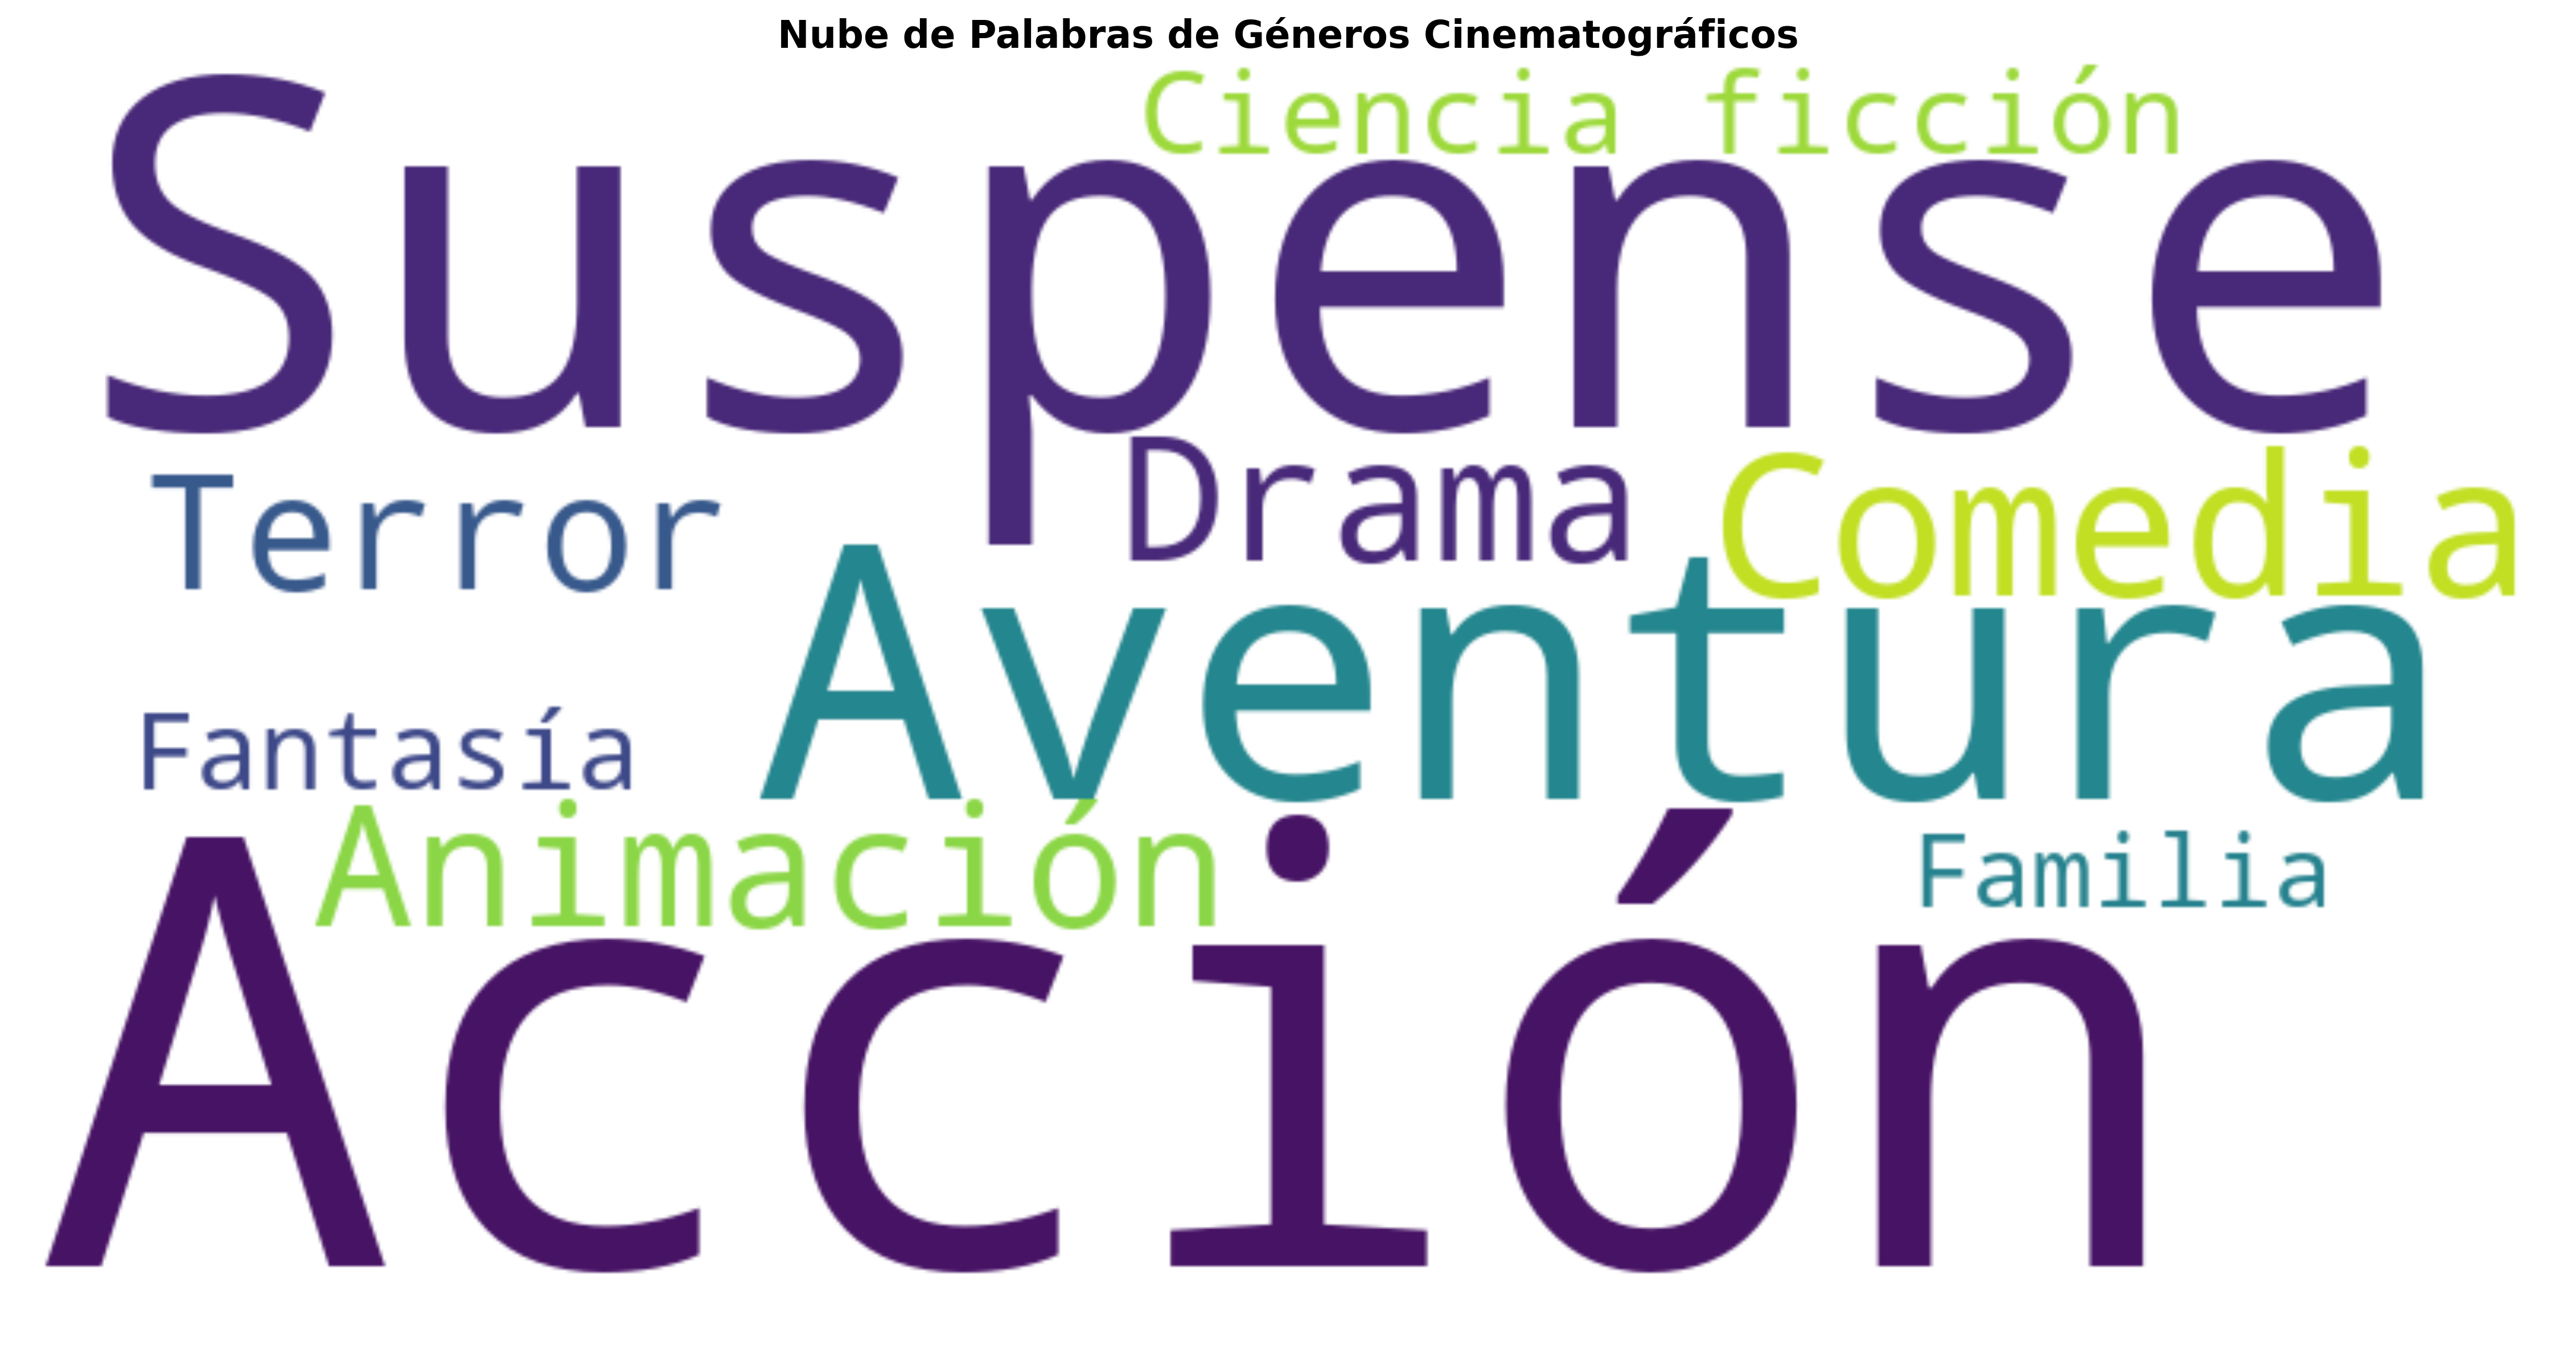 Nube de Palabras de Géneros Cinematográficos
Ciencia ficción
Suspense
Terror
Drama
Comedia
Aventura
Fantasía
Animación
Familia
Acción